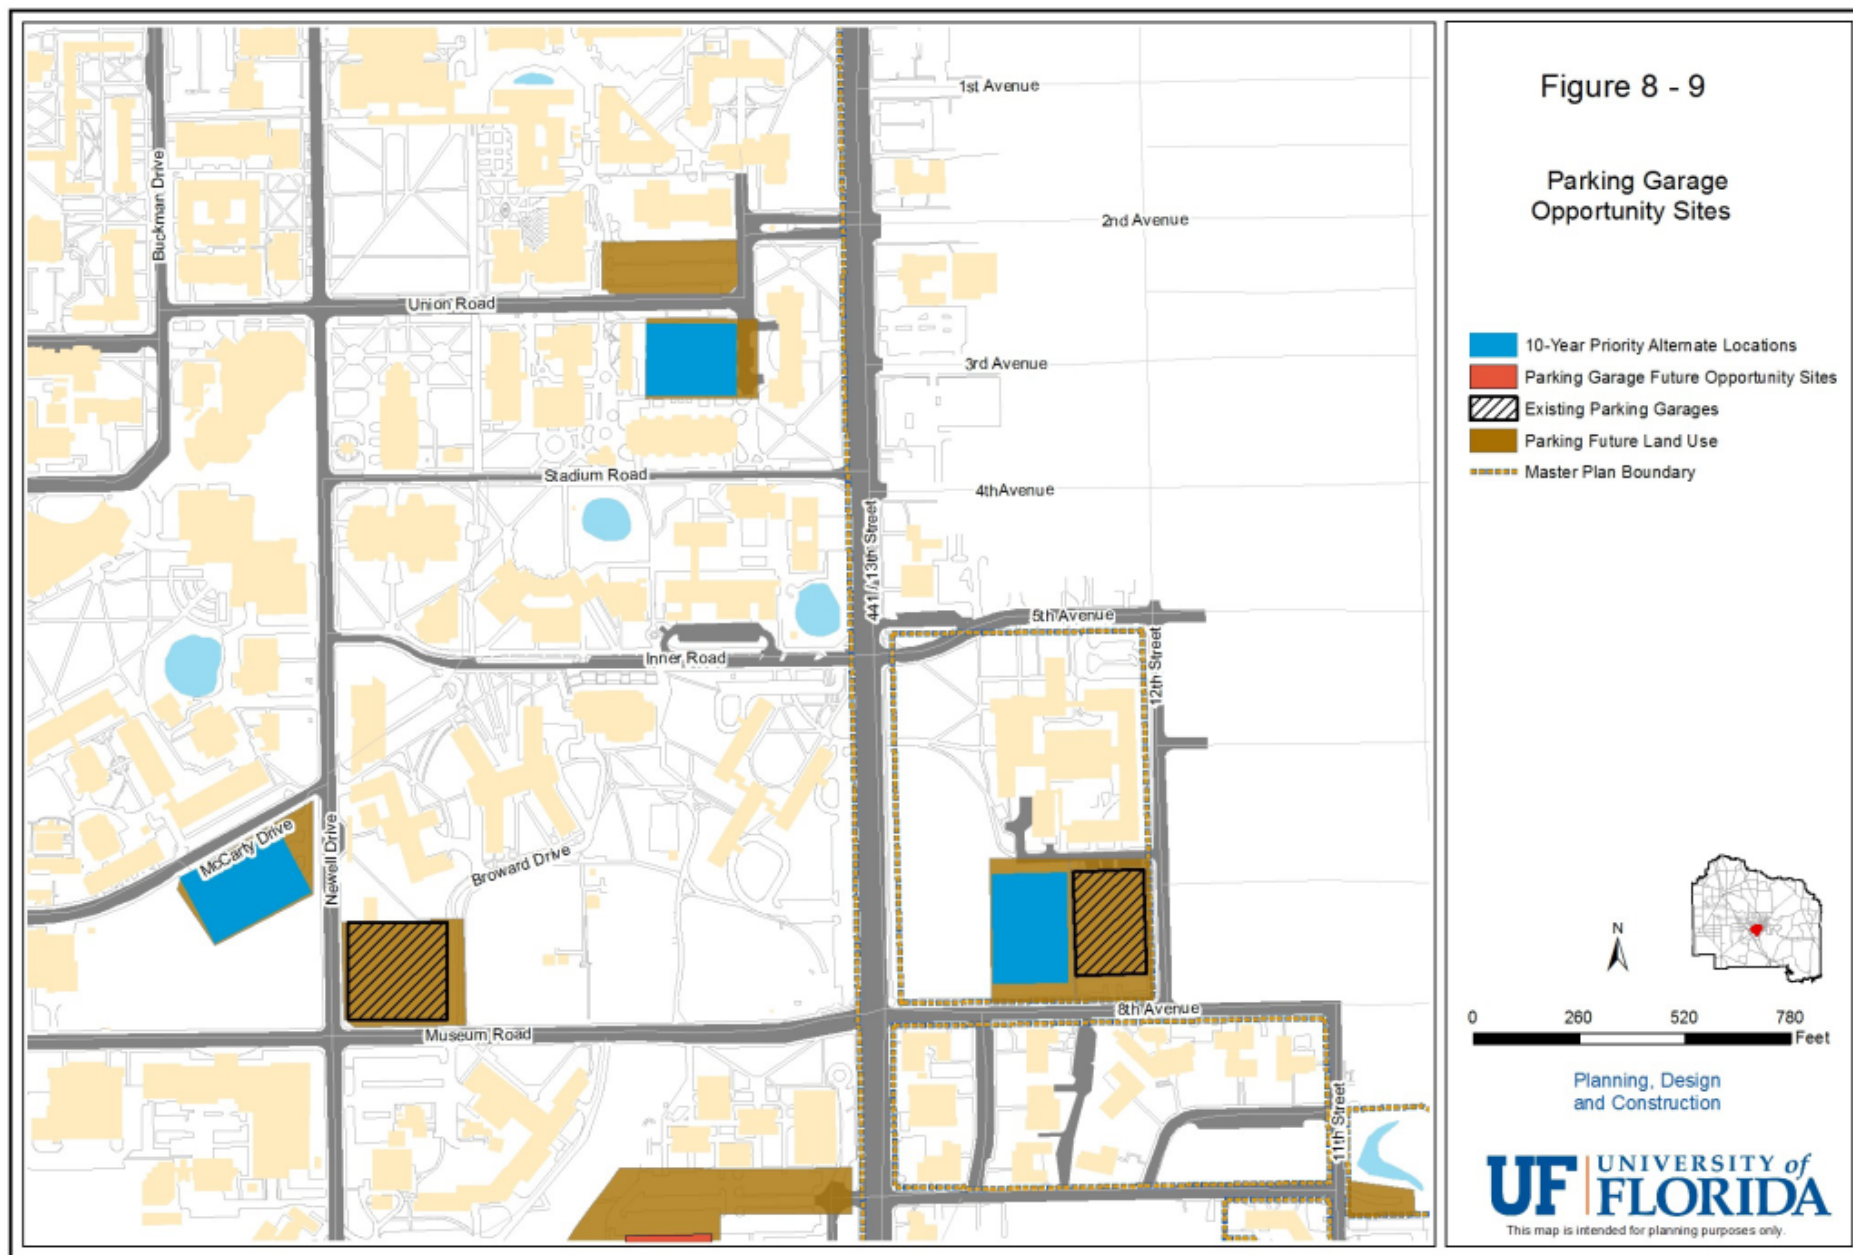 1st Avenue
Buckman Drive
2nd Avenue
Union Road
3rd Avenue
Stadium Road
4thAvenue
441 / 13th Street
5th Avenue
Inner Road
12th Street
McCarty Drive
Newell Drive
Broward Drive
8th Avenue
Museum Road
11th Street
Figure 8 - 9
Parking Garage
Opportunity Sites
10-Year Priority Alternate Locations
Parking Garage Future Opportunity Sites
Existing Parking Garages
Parking Future Land Use
Master Plan Boundary
N
0 260 520 780
Feet
Planning, Design
and Construction
UF UNIVERSITY of
FLORIDA
This map is intended for planning purposes only.